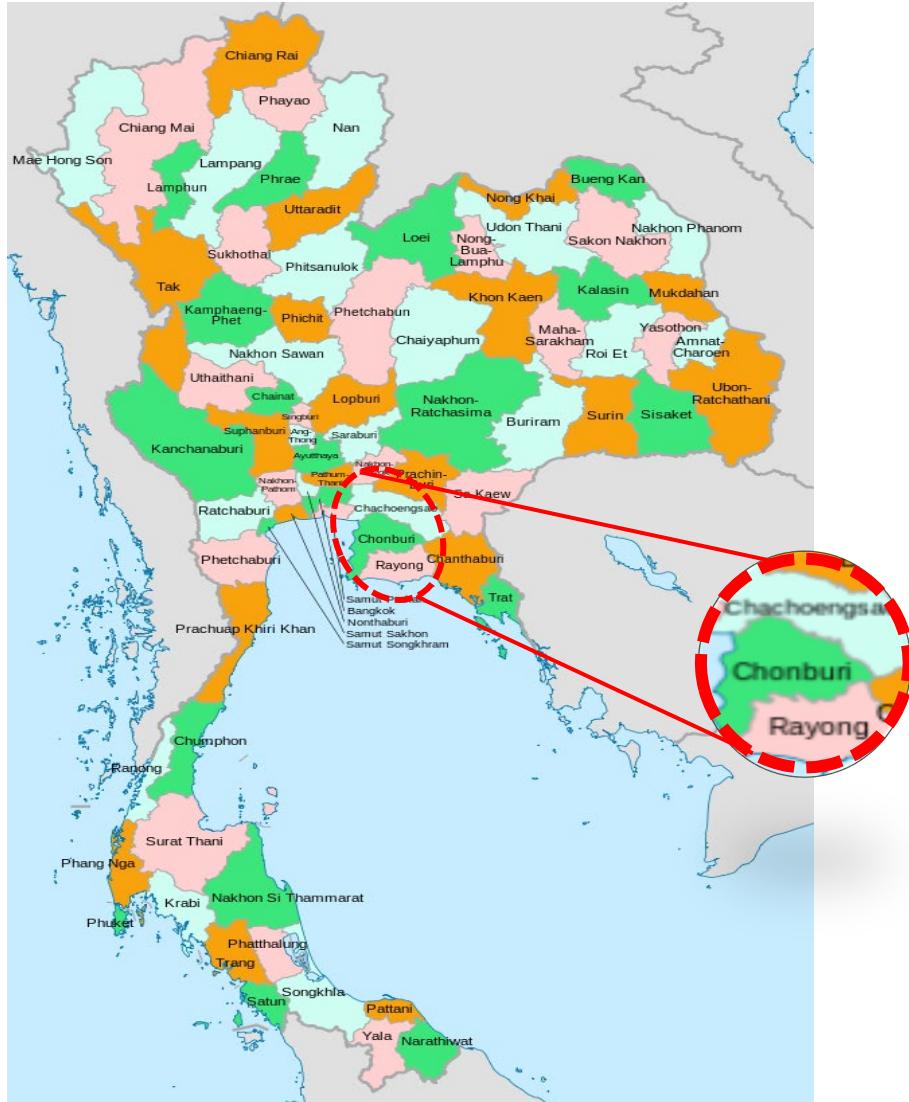 Chiang Rai
Phayao
Nan
Chiang Mai
Mae Hong Son
Lampang
Lamphun
Phrae
Uttaradit
Bueng Kan
Nong Khai
Loei
Udon Thani
Nakhon Phanom
Nong-
Bua-
Lamphu
Sakon Nakhon
Sukhothai
Phitsanulok
Tak
Kamphaeng-
Phet
Phichit
Phetchabun
Khon Kaen
Kalasin
Mukdahan
Chaiyaphum
Maha-
Sarakham
Roi Et
Yasothon
Amnat-
Charoen
Nakhon Sawan
Uthaithani
Chainat
Lopburi
Nakhon-
Ratchasima
Buriram
Surin
Sisaket
Ubon-
Ratchathani
Singburi
Suphanburi
Ang-
Thong
Saraburi
Kanchanaburi
Ayutthaya
Nakhon-
Prachin-
buri
Pathum-
Thani
Nakhon-
Pathom
Sa Kaew
Ratchaburi
Chachoengsao
Chonburi
Phetchaburi
Rayong
Chanthaburi
Trat
Samut
Bangkok
Nonthaburi
Samut Sakhon
Samut Songkhram
Prachuap Khiri Khan
Chumphon
Ranong
Surat Thani
Phang Nga
Krabi
Nakhon Si Thammarat
Phuket
Phatthalung
Trang
Satun
Songkhla
Pattani
Yala
Narathiwat
Chachoengsa
Chonburi
Rayong
C